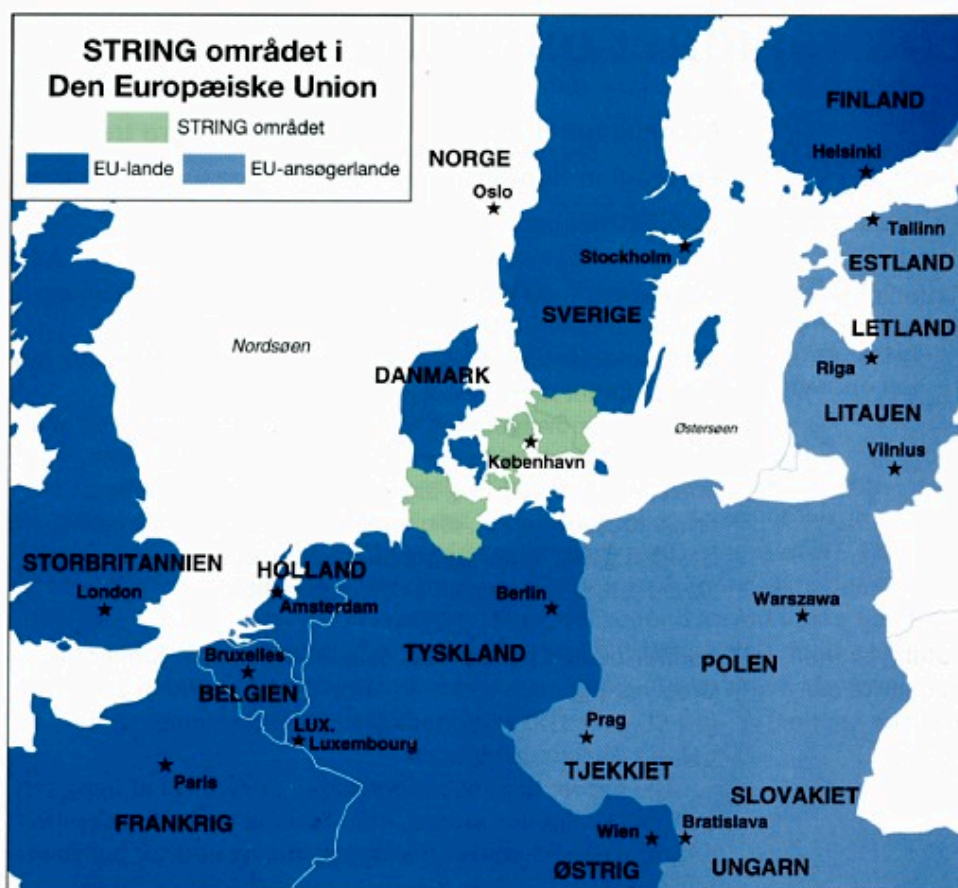 STRING området i
Den Europæiske Union
STRING området
EU-lande
EU-ansøgerlande
FINLAND
Helsinki
NORGE
Oslo
Tallinn
ESTLAND
Stockholm
SVERIGE
LETLAND
Nordsøen
DANMARK
Riga
LITAUEN
Østersøen
København
Vilnius
STORBRITANNIEN
London
HOLLAND
Amsterdam
Berlin
Warszawa
Bruxelles
BELGIEN
TYSKLAND
POLEN
LUX.
Luxembourg
Prag
Paris
TJEKKIET
SLOVAKIET
FRANKRIG
Wien
Bratislava
ØSTRIG
UNGARN